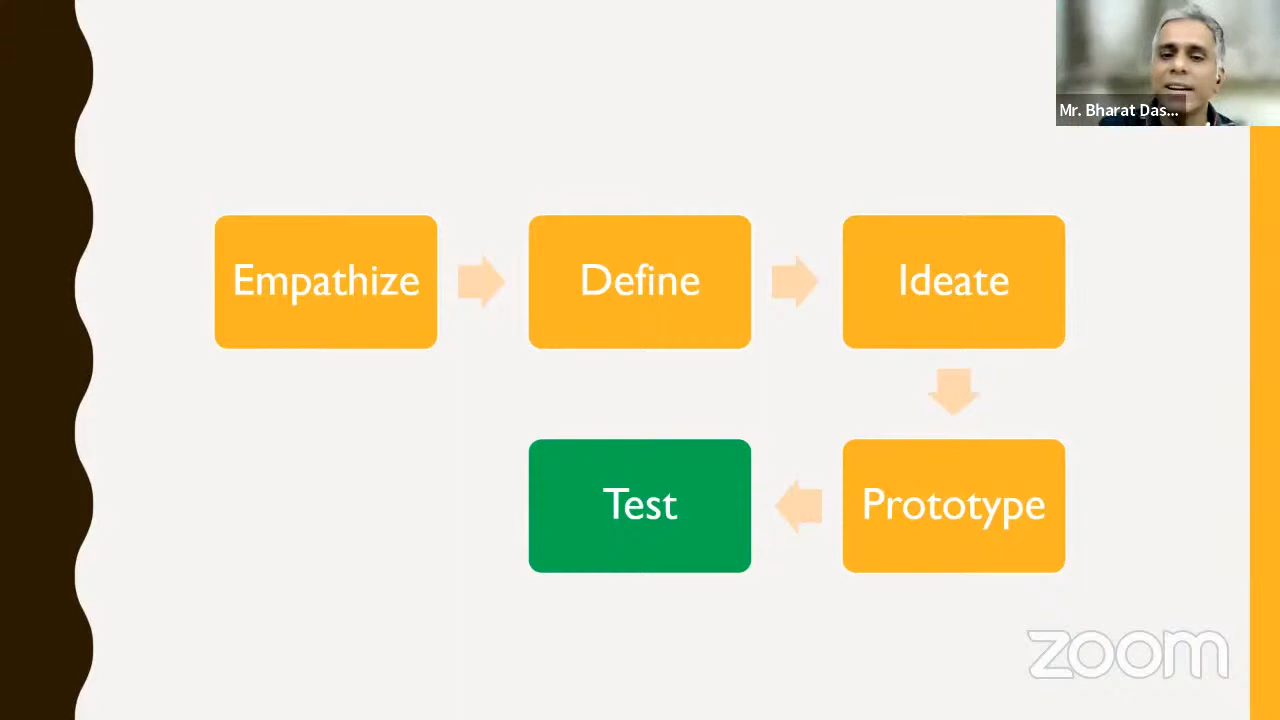 Mr. Bharat Das...
Empathize
Define
Ideate
Test
Prototype
zoom